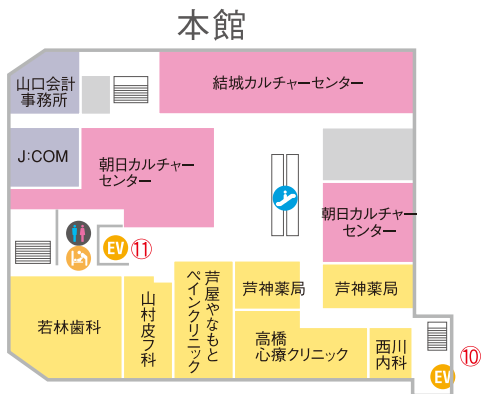 本館
山口会計
事務所
結城カルチャーセンター
J:COM
朝日カルチャー
センター
朝日カルチャー
センター
EV
⑪
若林歯科
山村皮フ科
芦屋やなもと
ペインクリニック
芦神薬局
芦神薬局
高橋
心療クリニック
西川
内科
⑩
EV